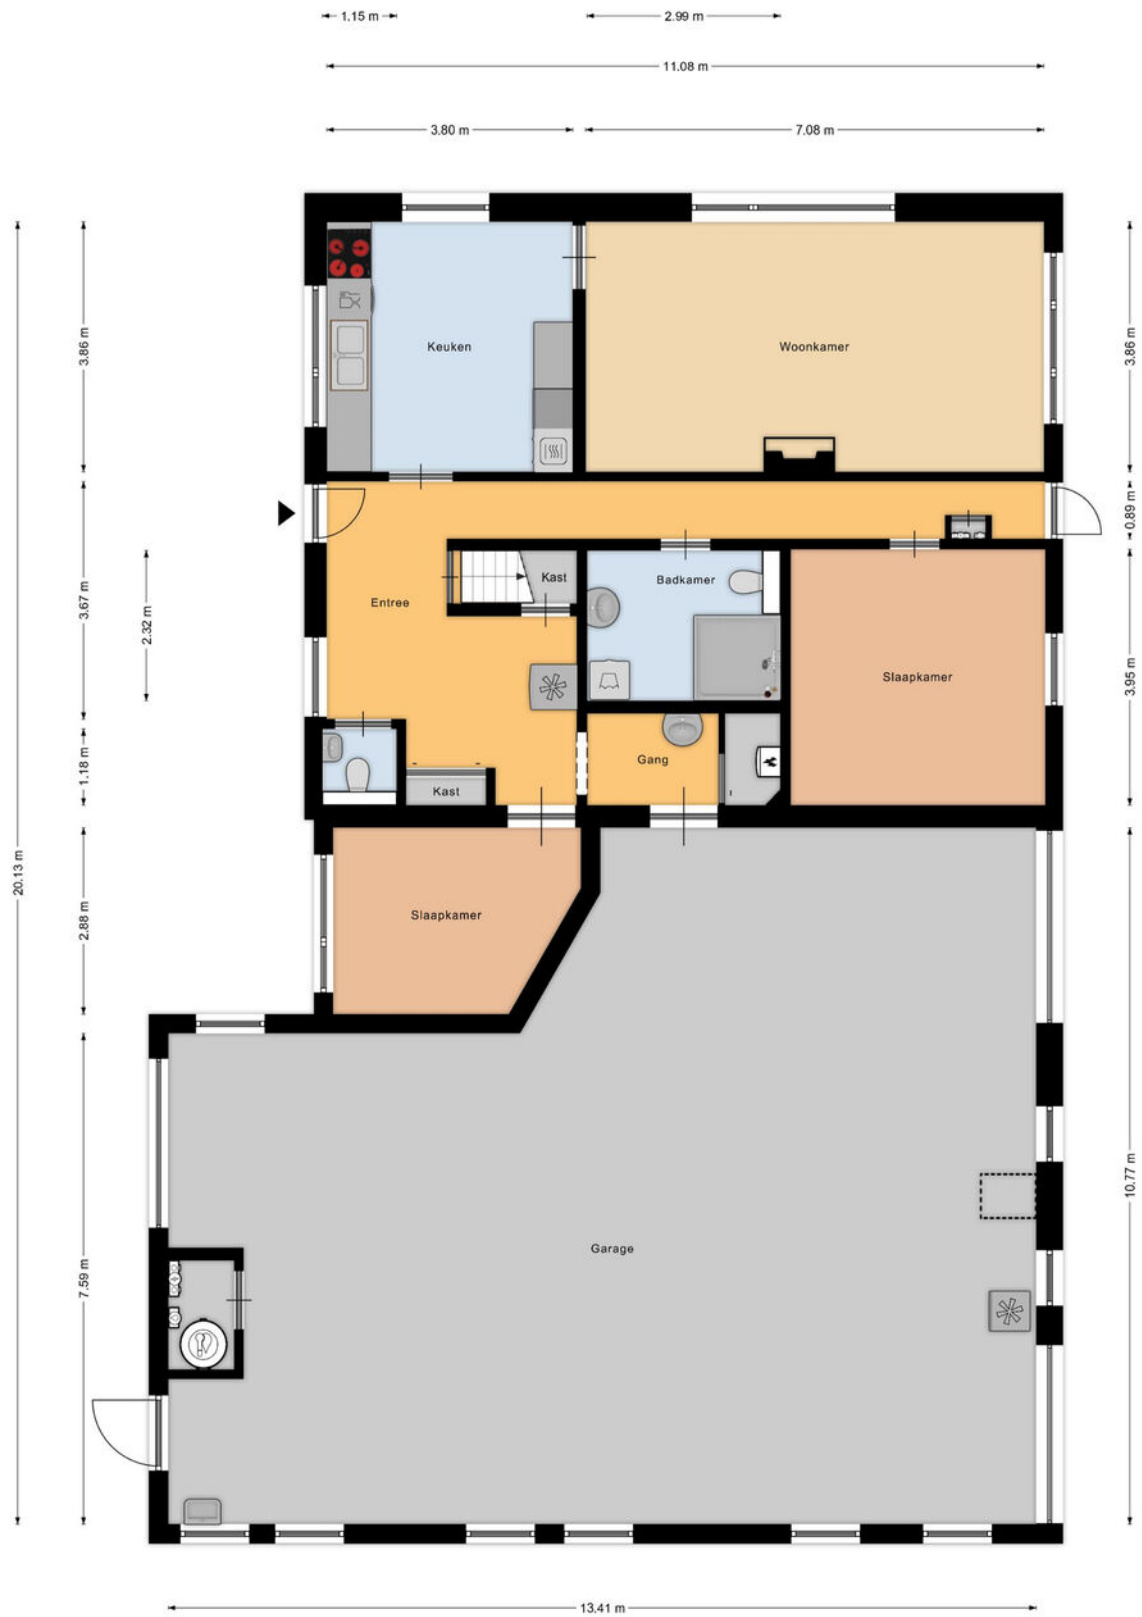 1.15 m
2.99 m
11.08 m
3.80 m
7.08 m
3.86 m
Keuken
Woonkamer
3.86 m
0.89 m
Kast
Badkamer
Entree
3.67 m
2.32 m
Slaapkamer
3.95 m
1.18 m
Gang
Kast
20.13 m
2.88 m
Slaapkamer
10.77 m
Garage
7.59 m
13.41 m